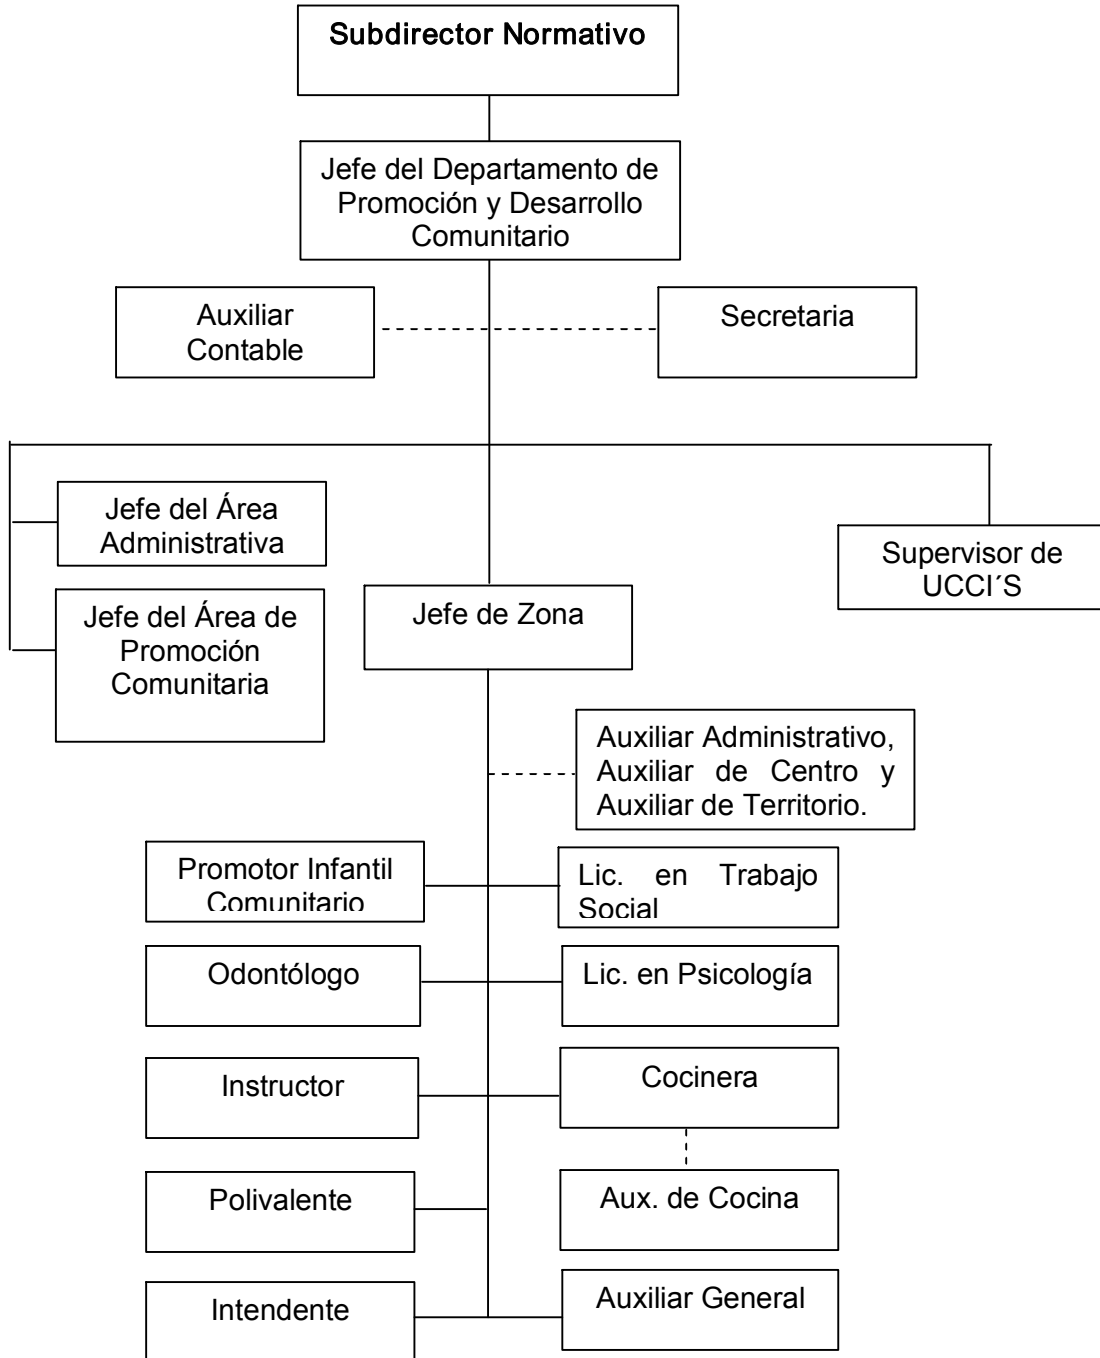 Subdirector Normativo
Jefe del Departamento de
Promoción y Desarrollo
Comunitario
Auxiliar
Contable
Secretaria
Jefe del Área
Administrativa
Supervisor de
UCCI´S
Jefe del Área de
Promoción
Comunitaria
Jefe de Zona
Auxiliar Administrativo,
Auxiliar de Centro y
Auxiliar de Territorio.
Promotor Infantil
Comunitario
Lic. en Trabajo
Social
Odontólogo
Lic. en Psicología
Instructor
Cocinera
Polivalente
Aux. de Cocina
Intendente
Auxiliar General